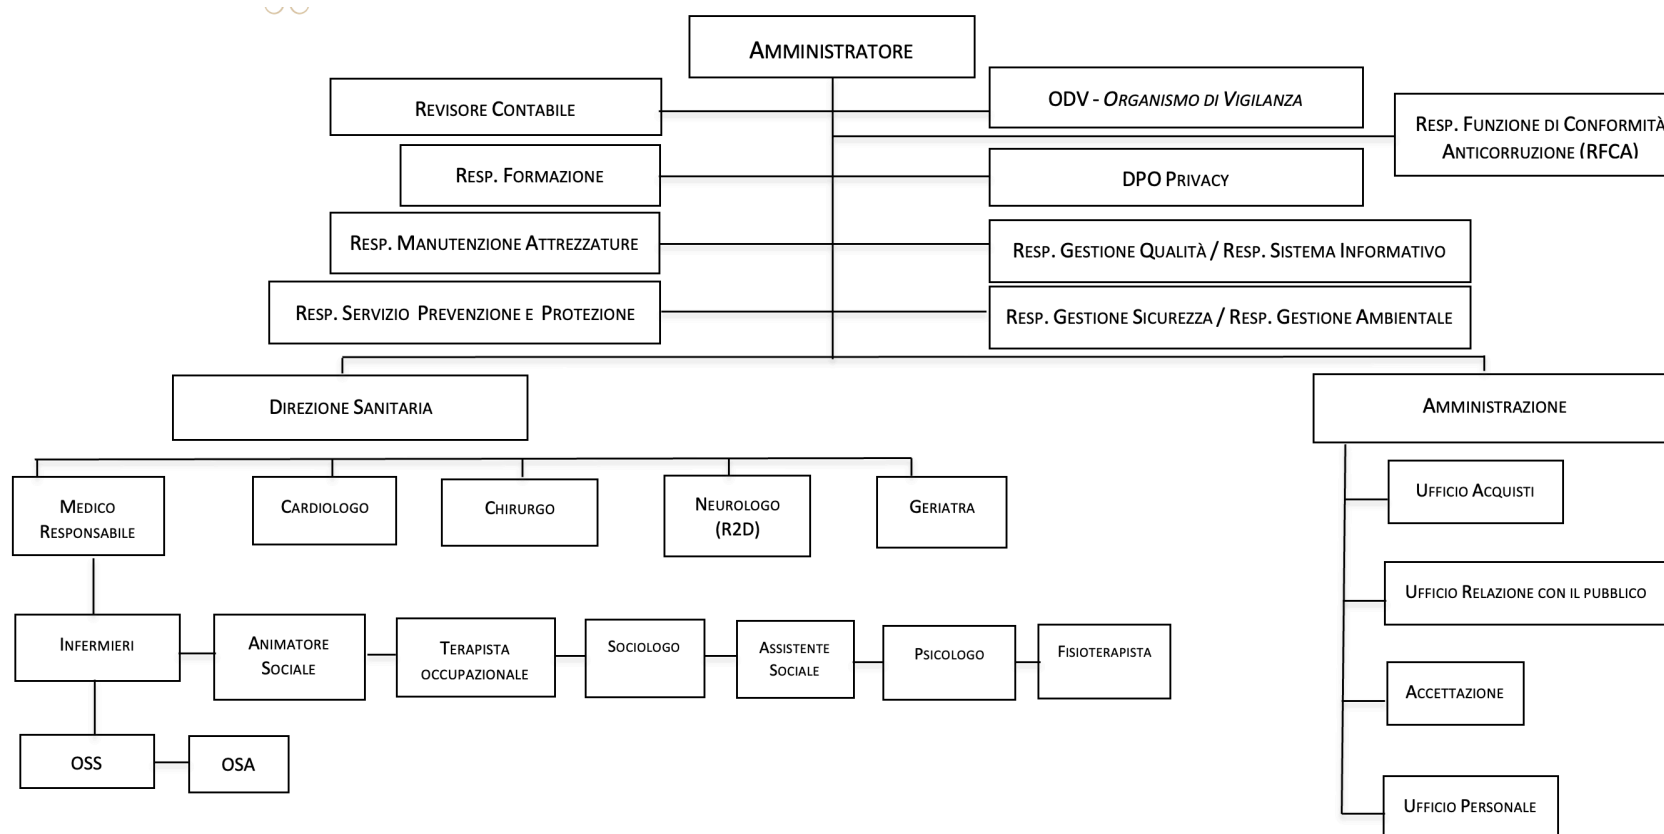 AMMINISTRATORE
REVISORE CONTABILE
ODV - ORGANISMO DI VIGILANZA
RESP. FUNZIONE DI CONFORMITÀ
ANTICORRUZIONE (RFCA)
RESP. FORMAZIONE
DPO PRIVACY
RESP. MANUTENZIONE ATTREZZATURE
RESP. GESTIONE QUALITÀ / RESP. SISTEMA INFORMATIVO
RESP. SERVIZIO PREVENZIONE E PROTEZIONE
RESP. GESTIONE SICUREZZA / RESP. GESTIONE AMBIENTALE
DIREZIONE SANITARIA
AMMINISTRAZIONE
MEDICO
RESPONSABILE
CARDIOLOGO
CHIRURGO
NEUROLOGO
(R2D)
GERIATRA
UFFICIO ACQUISTI
UFFICIO RELAZIONE CON IL PUBBLICO
INFERMIERI
ANIMATORE
SOCIALE
TERAPISTA
OCCUPAZIONALE
SOCIOLOGO
ASSISTENTE
SOCIALE
PSICOLOGO
FISIOTERAPISTA
ACCETTAZIONE
OSS
OSA
UFFICIO PERSONALE